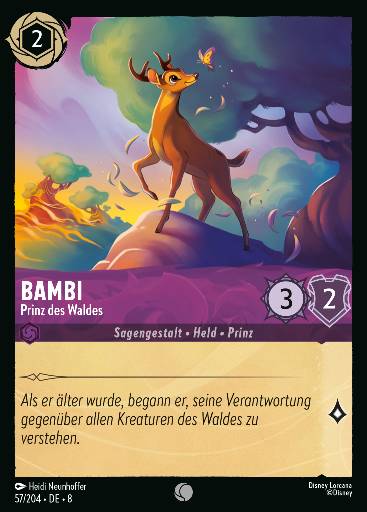 2
BAMBI
Prinz des Waldes
3
2
Sagengestalt • Held • Prinz
Als er älter wurde, begann er, seine Verantwortung
gegenüber allen Kreaturen des Waldes zu
verstehen.
Heidi Neunhoffer
57/204 • DE • 8
Disney Lorcana
©Disney